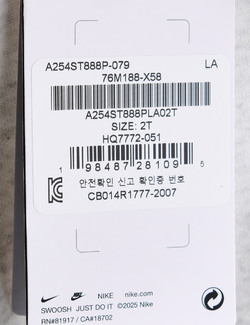 A254ST888P-079 LA
76M188-X58
A254ST888PLA02T
SIZE: 2T
HQ7772-051
1 98487 28109 5
안전확인 신고 확인증 번호
CB014R1777-2007
NIKE nike.com
SWOOSH JUST DO IT ©2025 Nike
RN#81917 / CA#18702